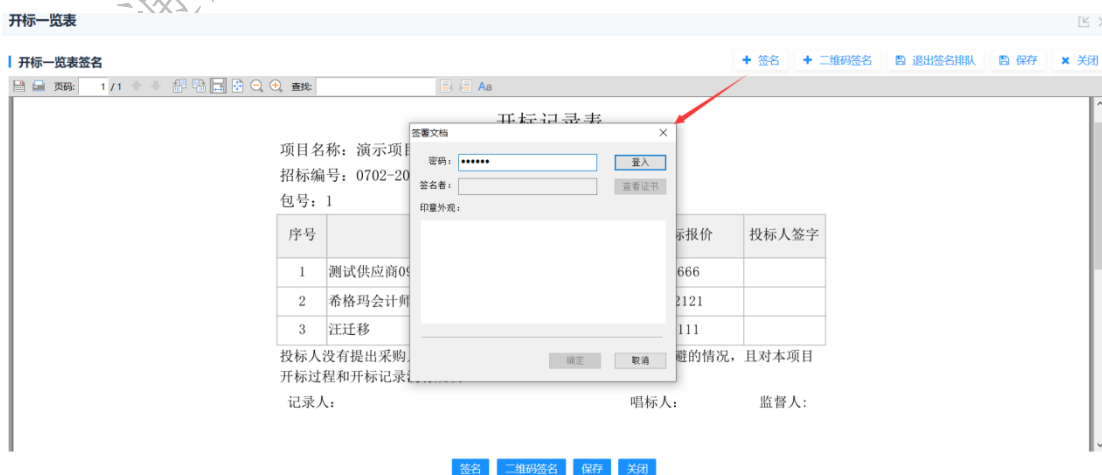 开标一览表
开标一览表签名
签名 二维码签名 退出签名排队 保存 关闭
页码: 1 / 1 查找: Aa
开标记录表
签署文档
项目名称: 演示项目
密码: ●●●●●● 登入
招标编号: 0702-20
签名者: 查看证书
包号: 1
印章外观:
序号 标报价 投标人签字
1 测试供应商09 666
2 希格玛会计师 2121
3 汪迁移 111
投标人没有提出采购 避的情况，且对本项目
确定 取消
开标过程和开标记录
记录人: 唱标人: 监督人:
签名 二维码签名 保存 关闭